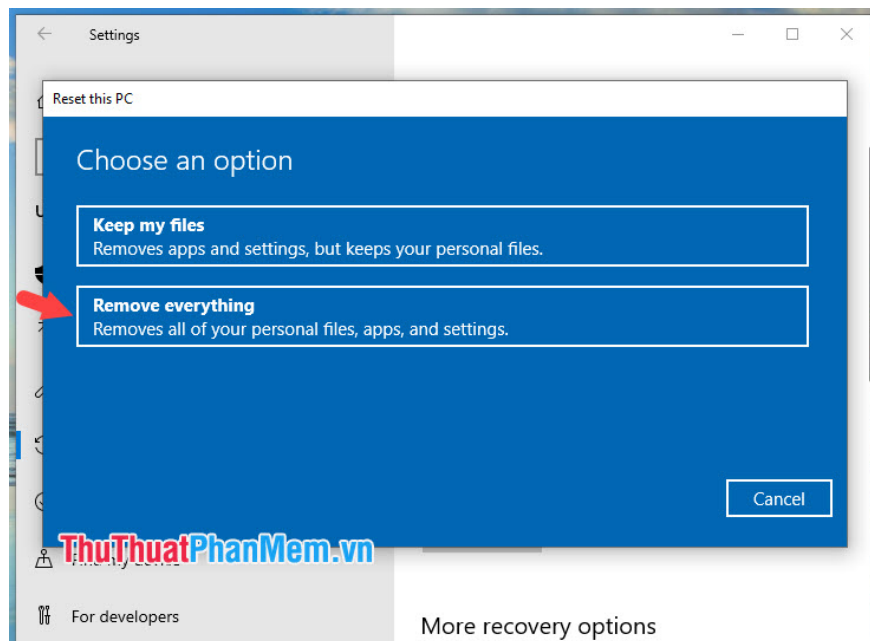 Settings
Reset this PC
Choose an option
Keep my files
Removes apps and settings, but keeps your personal files.
Remove everything
Removes all of your personal files, apps, and settings.
Cancel
ThuThuatPhanMem.vn
For developers
More recovery options